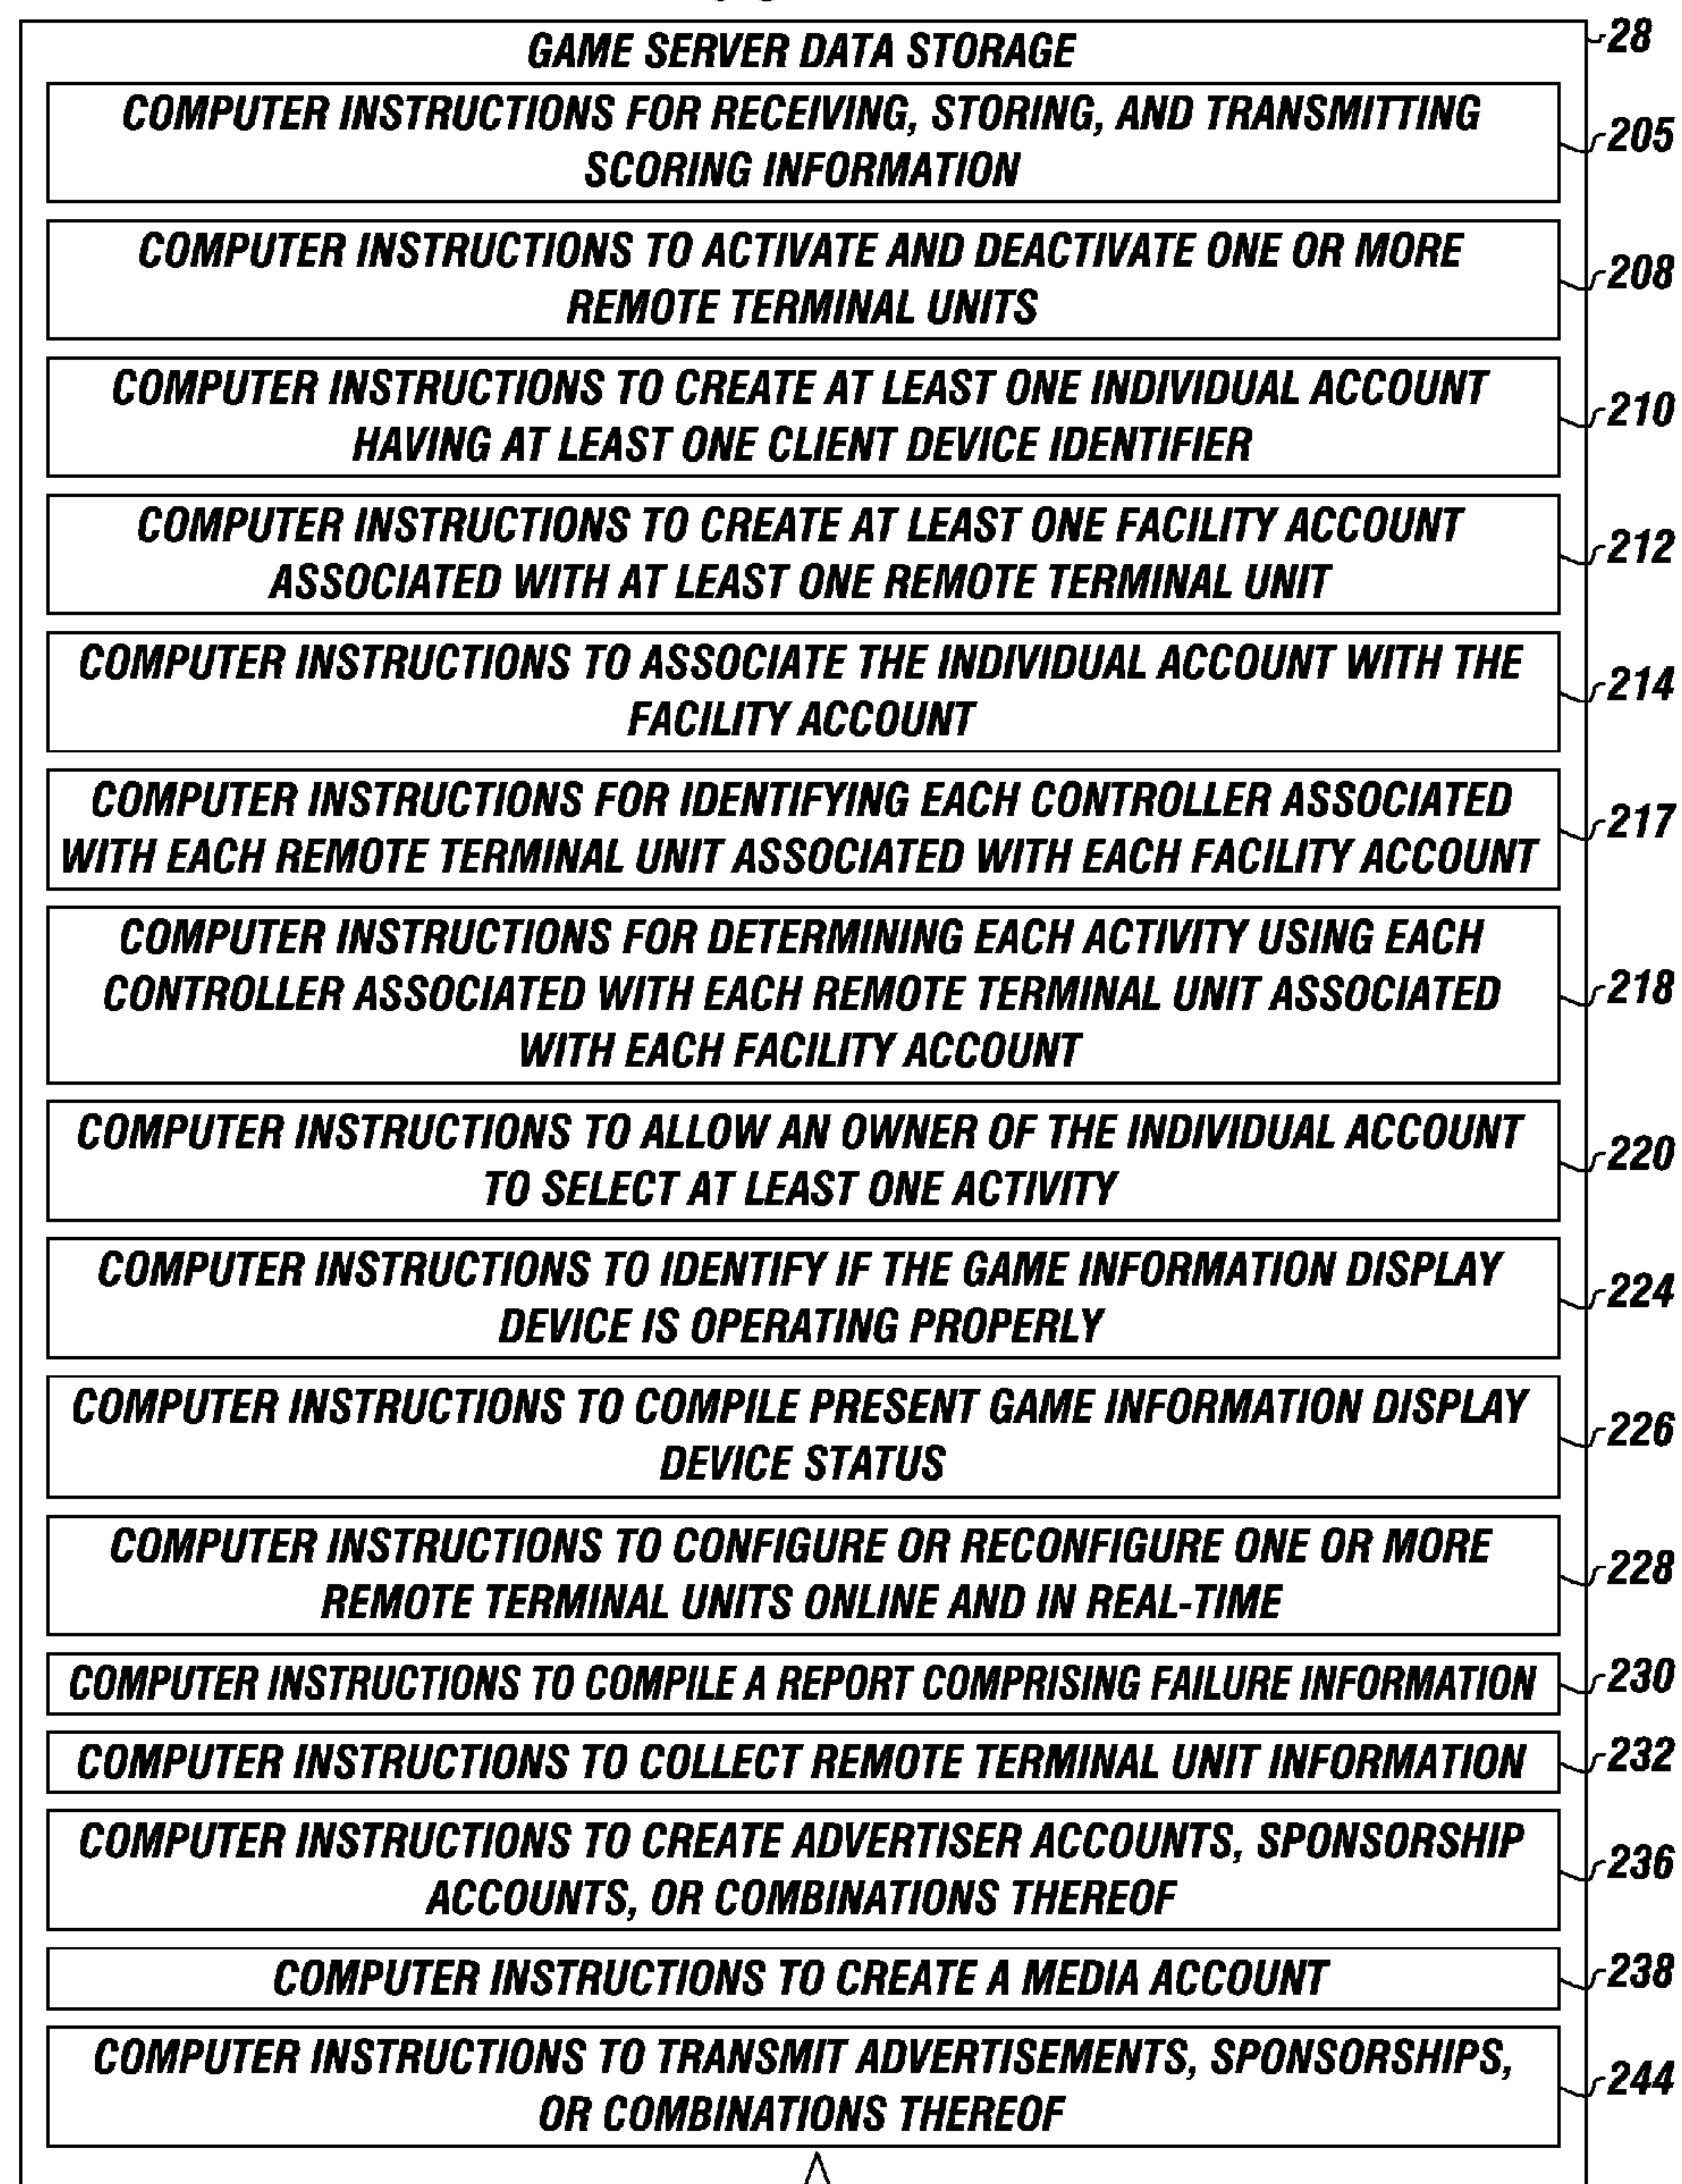 GAME SERVER DATA STORAGE
28
COMPUTER INSTRUCTIONS FOR RECEIVING, STORING, AND TRANSMITTING
SCORING INFORMATION
205
COMPUTER INSTRUCTIONS TO ACTIVATE AND DEACTIVATE ONE OR MORE
REMOTE TERMINAL UNITS
208
COMPUTER INSTRUCTIONS TO CREATE AT LEAST ONE INDIVIDUAL ACCOUNT
HAVING AT LEAST ONE CLIENT DEVICE IDENTIFIER
210
COMPUTER INSTRUCTIONS TO CREATE AT LEAST ONE FACILITY ACCOUNT
ASSOCIATED WITH AT LEAST ONE REMOTE TERMINAL UNIT
212
COMPUTER INSTRUCTIONS TO ASSOCIATE THE INDIVIDUAL ACCOUNT WITH THE
FACILITY ACCOUNT
214
COMPUTER INSTRUCTIONS FOR IDENTIFYING EACH CONTROLLER ASSOCIATED
WITH EACH REMOTE TERMINAL UNIT ASSOCIATED WITH EACH FACILITY ACCOUNT
217
COMPUTER INSTRUCTIONS FOR DETERMINING EACH ACTIVITY USING EACH
CONTROLLER ASSOCIATED WITH EACH REMOTE TERMINAL UNIT ASSOCIATED
WITH EACH FACILITY ACCOUNT
218
COMPUTER INSTRUCTIONS TO ALLOW AN OWNER OF THE INDIVIDUAL ACCOUNT
TO SELECT AT LEAST ONE ACTIVITY
220
COMPUTER INSTRUCTIONS TO IDENTIFY IF THE GAME INFORMATION DISPLAY
DEVICE IS OPERATING PROPERLY
224
COMPUTER INSTRUCTIONS TO COMPILE PRESENT GAME INFORMATION DISPLAY
DEVICE STATUS
226
COMPUTER INSTRUCTIONS TO CONFIGURE OR RECONFIGURE ONE OR MORE
REMOTE TERMINAL UNITS ONLINE AND IN REAL-TIME
228
COMPUTER INSTRUCTIONS TO COMPILE A REPORT COMPRISING FAILURE INFORMATION
230
COMPUTER INSTRUCTIONS TO COLLECT REMOTE TERMINAL UNIT INFORMATION
232
COMPUTER INSTRUCTIONS TO CREATE ADVERTISER ACCOUNTS, SPONSORSHIP
ACCOUNTS, OR COMBINATIONS THEREOF
236
COMPUTER INSTRUCTIONS TO CREATE A MEDIA ACCOUNT
238
COMPUTER INSTRUCTIONS TO TRANSMIT ADVERTISEMENTS, SPONSORSHIPS,
OR COMBINATIONS THEREOF
244